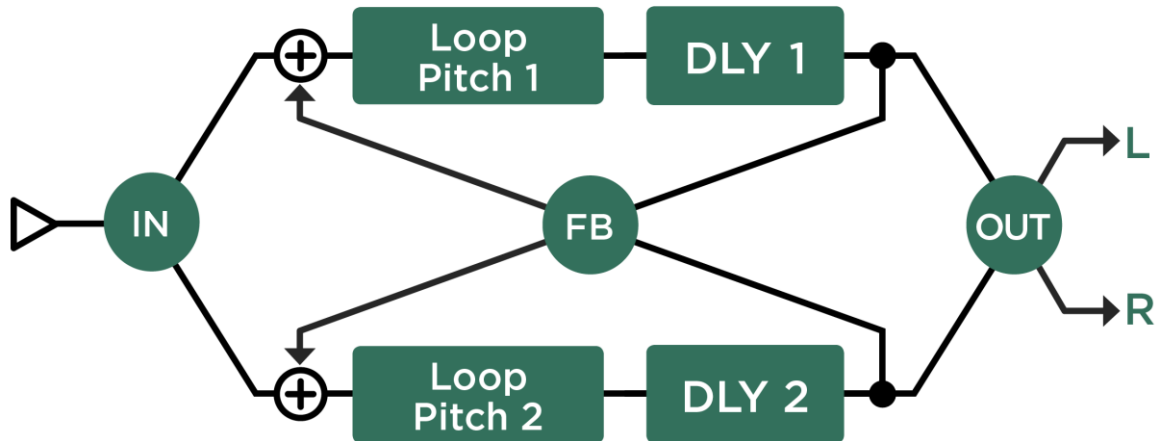 Loop
Pitch 1
DLY 1
L
IN
FB
OUT
R
Loop
Pitch 2
DLY 2